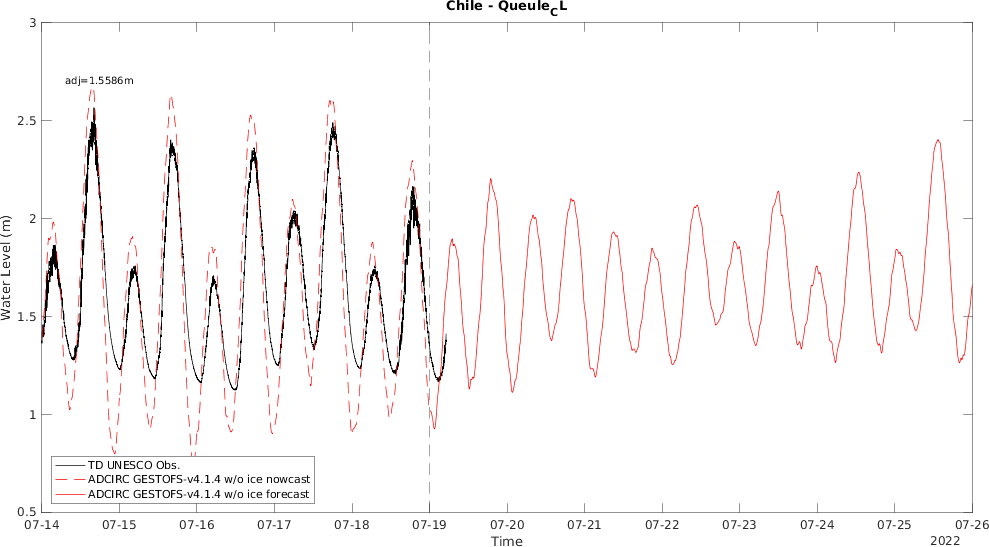 Chile - Queule_CL
adj=1.5586m
3
2.5
2
1.5
1
0.5
Water Level (m)
TD UNESCO Obs.
ADCIRC GESTOFS-v4.1.4 w/o ice nowcast
ADCIRC GESTOFS-v4.1.4 w/o ice forecast
07-14 07-15 07-16 07-17 07-18 07-19 07-20 07-21 07-22 07-23 07-24 07-25 07-26
Time
2022